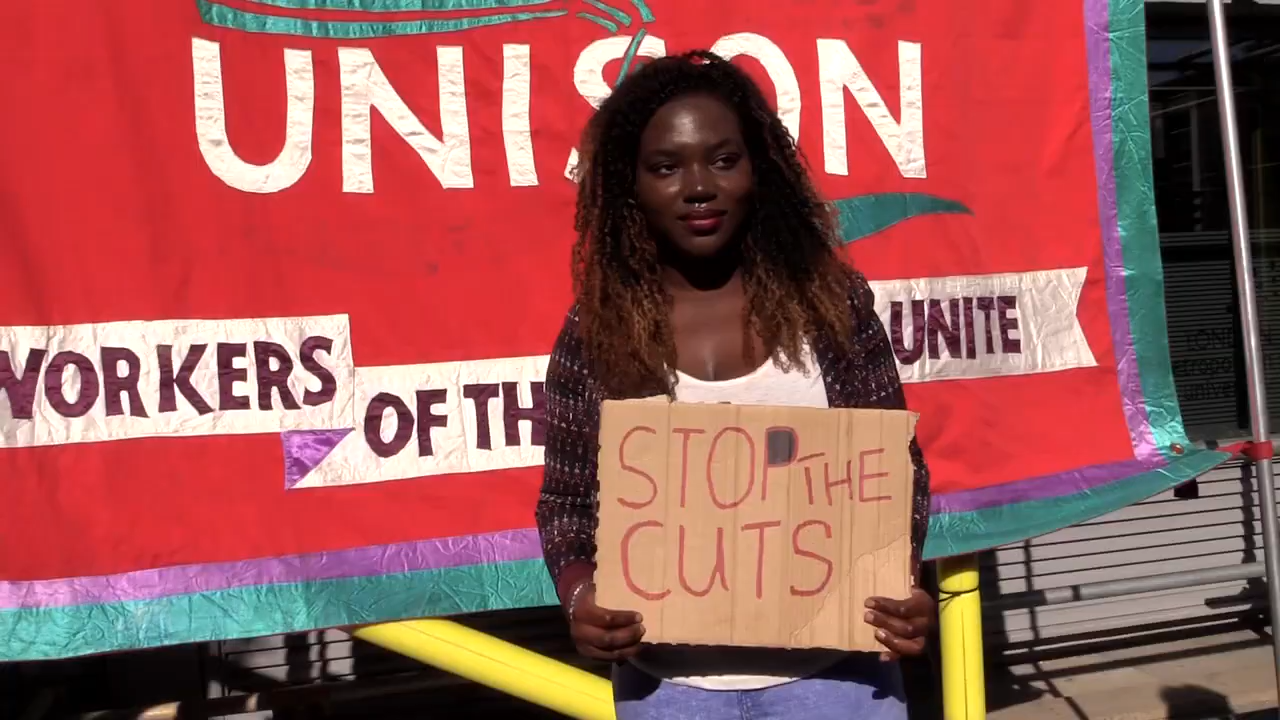 UNISON
WORKERS
OF TH
UNITE
STOP THE
CUTS